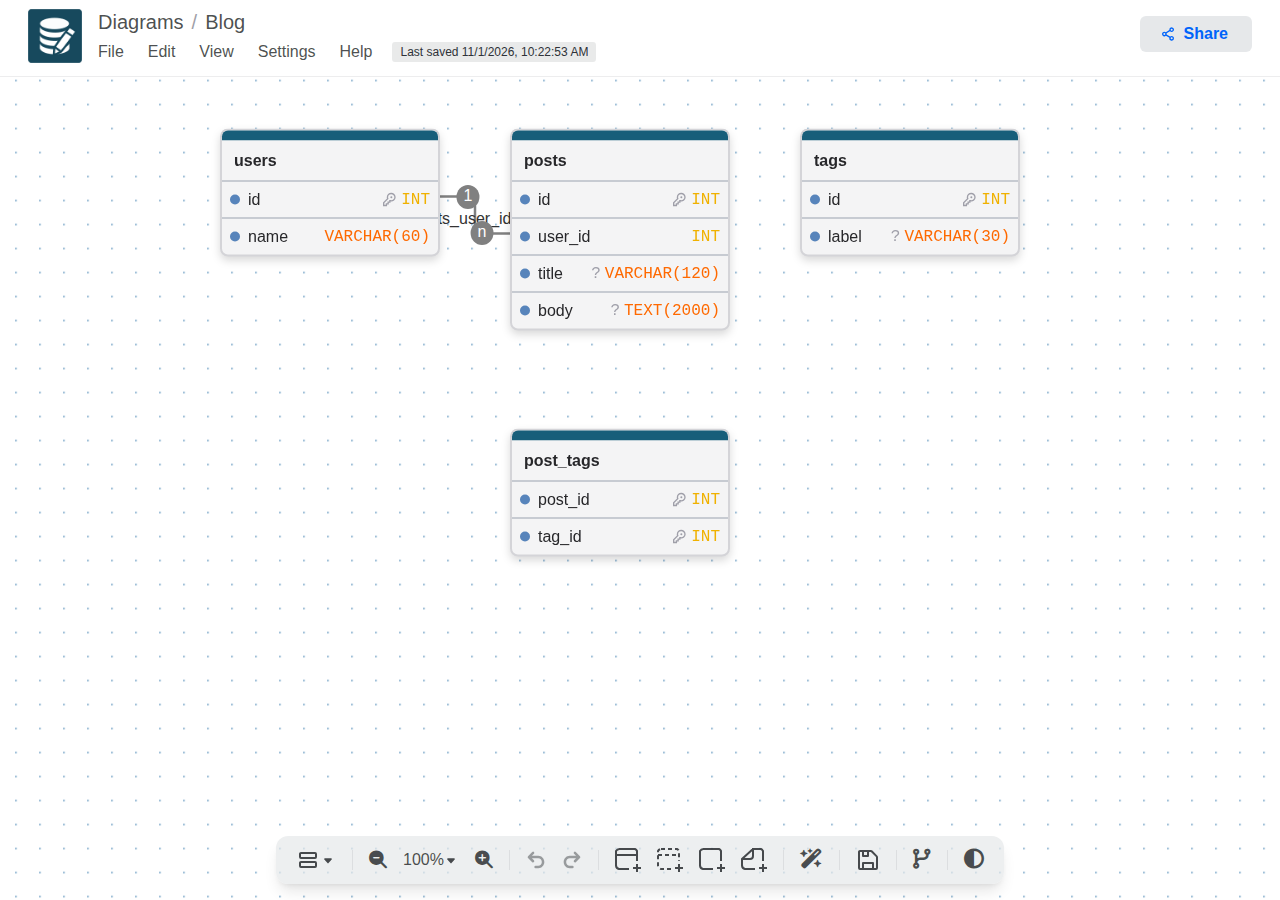 Diagrams / Blog
File Edit View Settings Help Last saved 11/1/2026, 10:22:53 AM
Share
users
id INT
name VARCHAR(60)
1
ts_user_id
n
posts
id INT
user_id INT
title ? VARCHAR(120)
body ? TEXT(2000)
tags
id INT
label ? VARCHAR(30)
post_tags
post_id INT
tag_id INT
100%